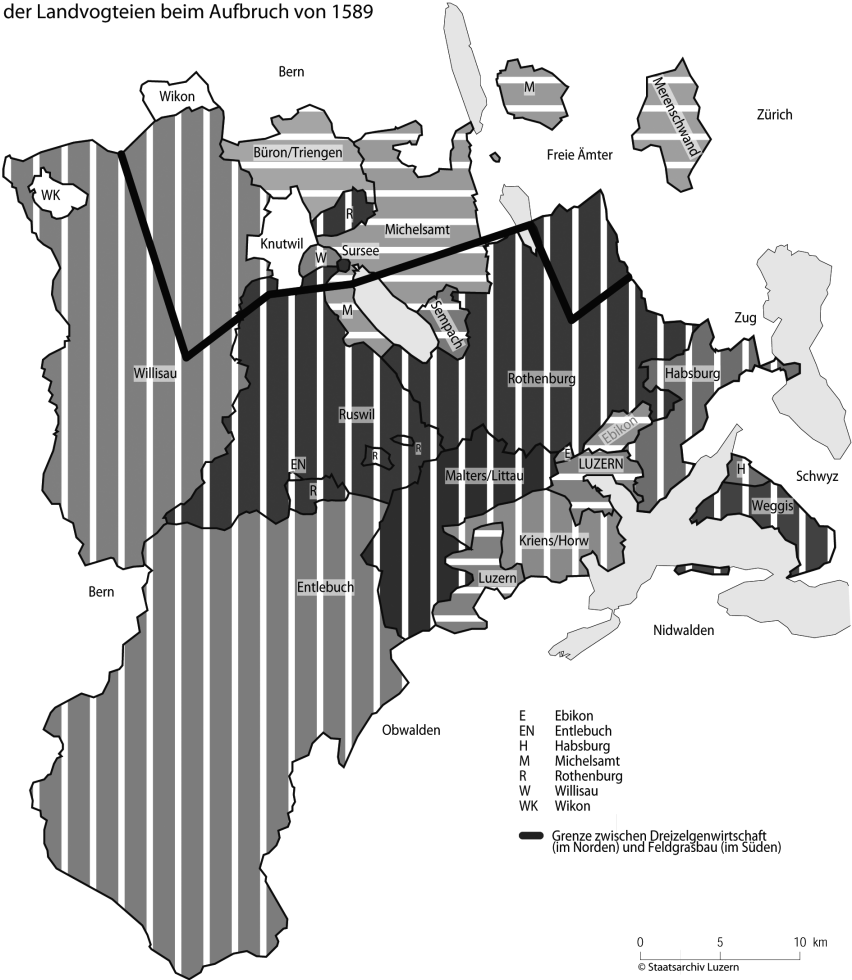 der Landvogteien beim Aufbruch von 1589
Bern
Wikon
M
Merenschwand
Zürich
Büron/Triengen
Freie Ämter
WK
R
Michelsamt
Knutwil
Sursee
W
M
Sempach
Zug
Willisau
Rothenburg
Habsburg
Ruswil
Ebikon
R
R
E
EN
LUZERN
H
Malters/Littau
Schwyz
R
Weggis
Kriens/Horw
Luzern
Entlebuch
Bern
Nidwalden
Obwalden
E Ebikon
EN Entlebuch
H Habsburg
M Michelsamt
R Rothenburg
W Willisau
WK Wikon
Grenze zwischen Dreizelgenwirtschaft
(im Norden) und Feldgrasbau (im Süden)
0 5 10 km
© Staatsarchiv Luzern